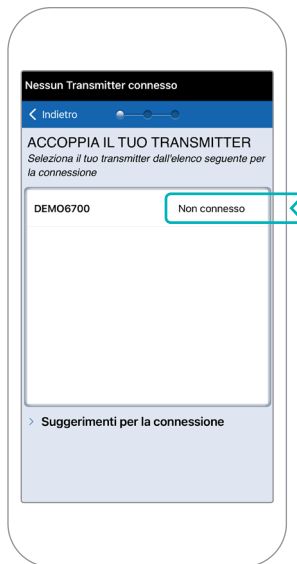 Nessun Transmitter connesso
Indietro
ACCOPPIA IL TUO TRANSMITTER
Seleziona il tuo transmitter dall'elenco seguente per
la connessione
DEMO6700 Non connesso
Suggerimenti per la connessione